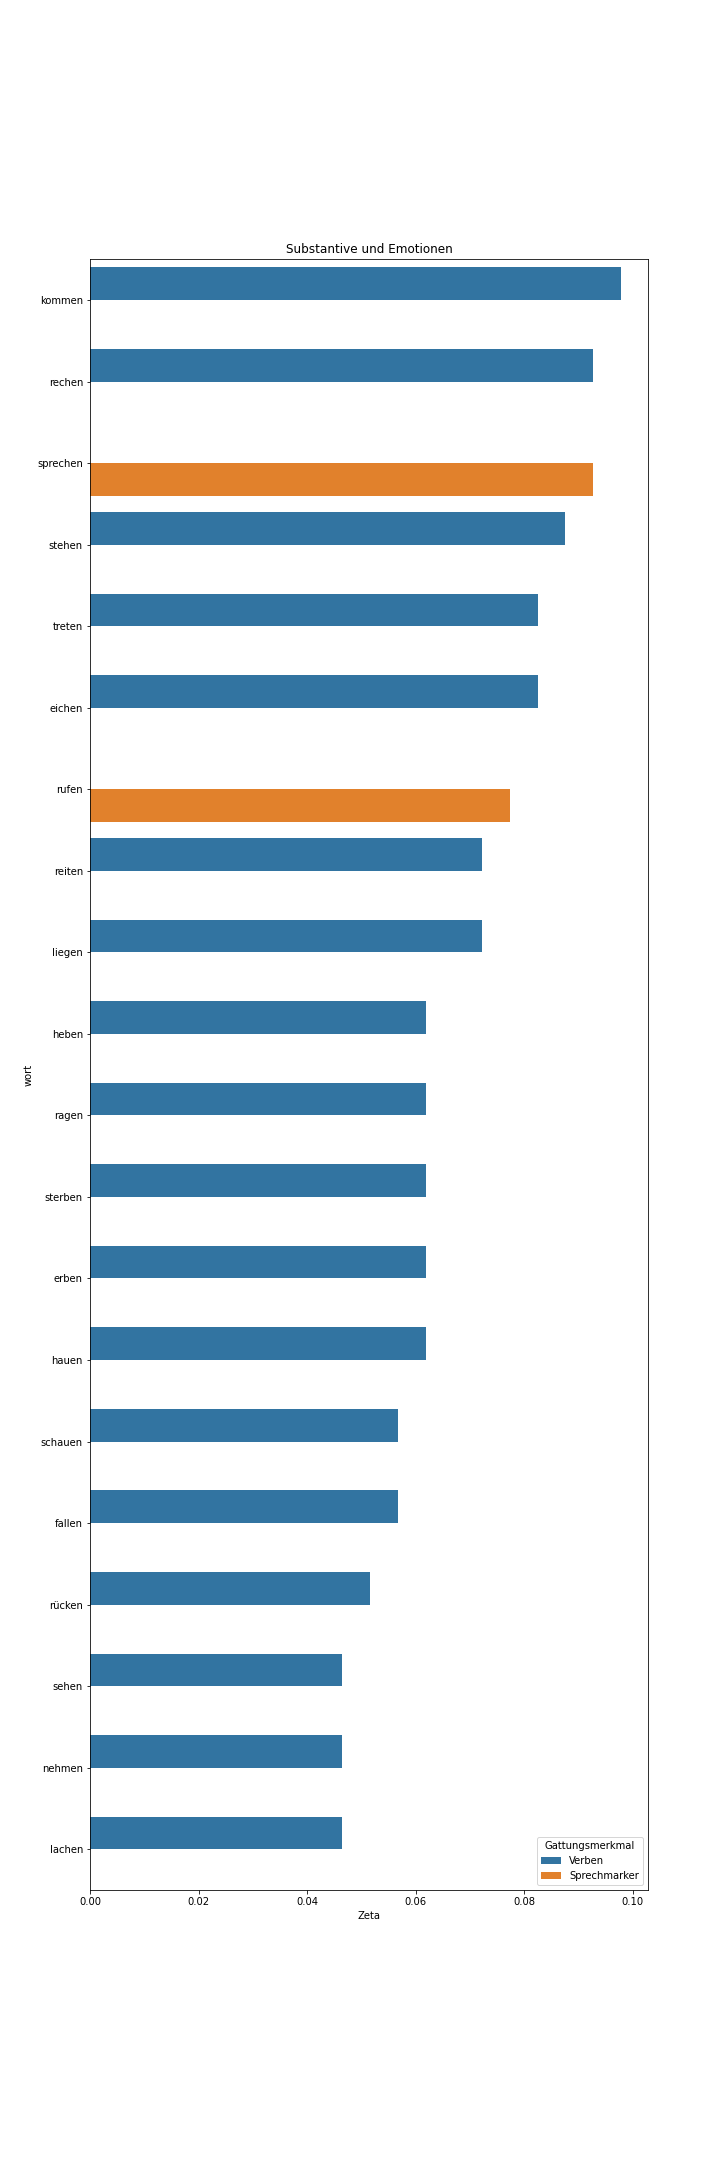 Substantive und Emotionen
kommen
rechen
sprechen
stehen
treten
eichen
rufen
reiten
liegen
heben
wort
ragen
sterben
erben
hauen
schauen
fallen
rücken
sehen
nehmen
lachen
Gattungsmerkmal
Verben
Sprechmarker
0.00 0.02 0.04 0.06 0.08 0.10
Zeta